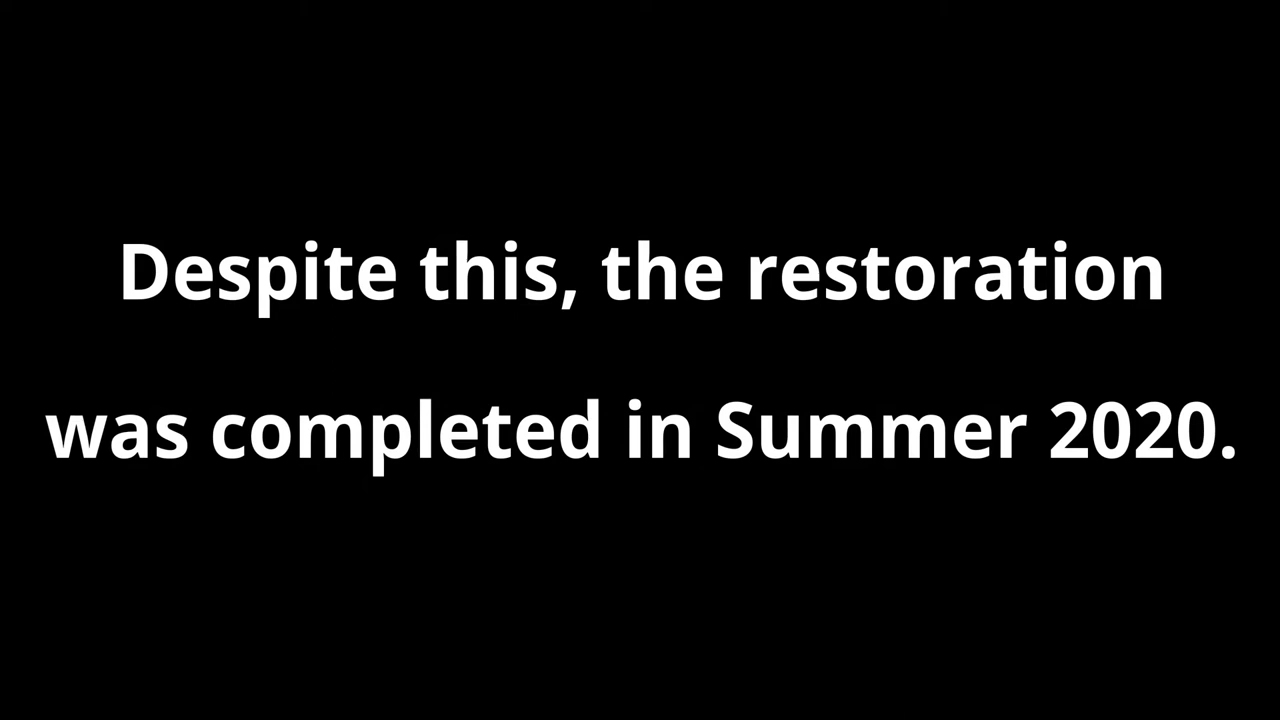 Despite this, the restoration
was completed in Summer 2020.